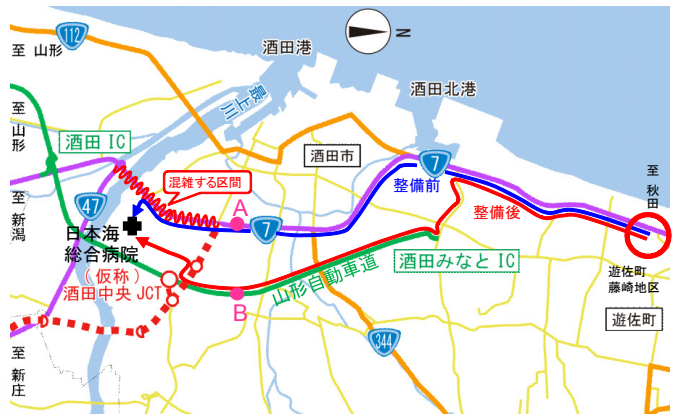 112
至 山形
酒田港
N
酒田北港
最上川
至 山形
酒田 IC
酒田市
7
混雑する区間
整備前
至 秋田
至 新潟
47
A
7
整備後
日本海
総合病院
酒田みなと IC
遊佐町
藤崎地区
(仮称)
酒田中央 JCT
山形自動車道
B
遊佐町
至 新庄
344